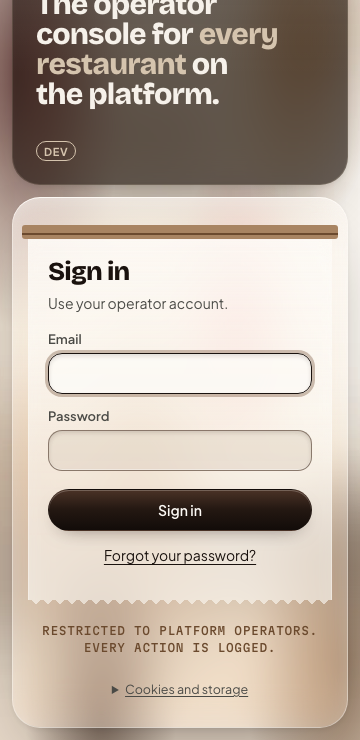 The operator
console for every
restaurant on
the platform.
DEV
Sign in
Use your operator account.
Email
Password
Sign in
Forgot your password?
RESTRICTED TO PLATFORM OPERATORS.
EVERY ACTION IS LOGGED.
Cookies and storage